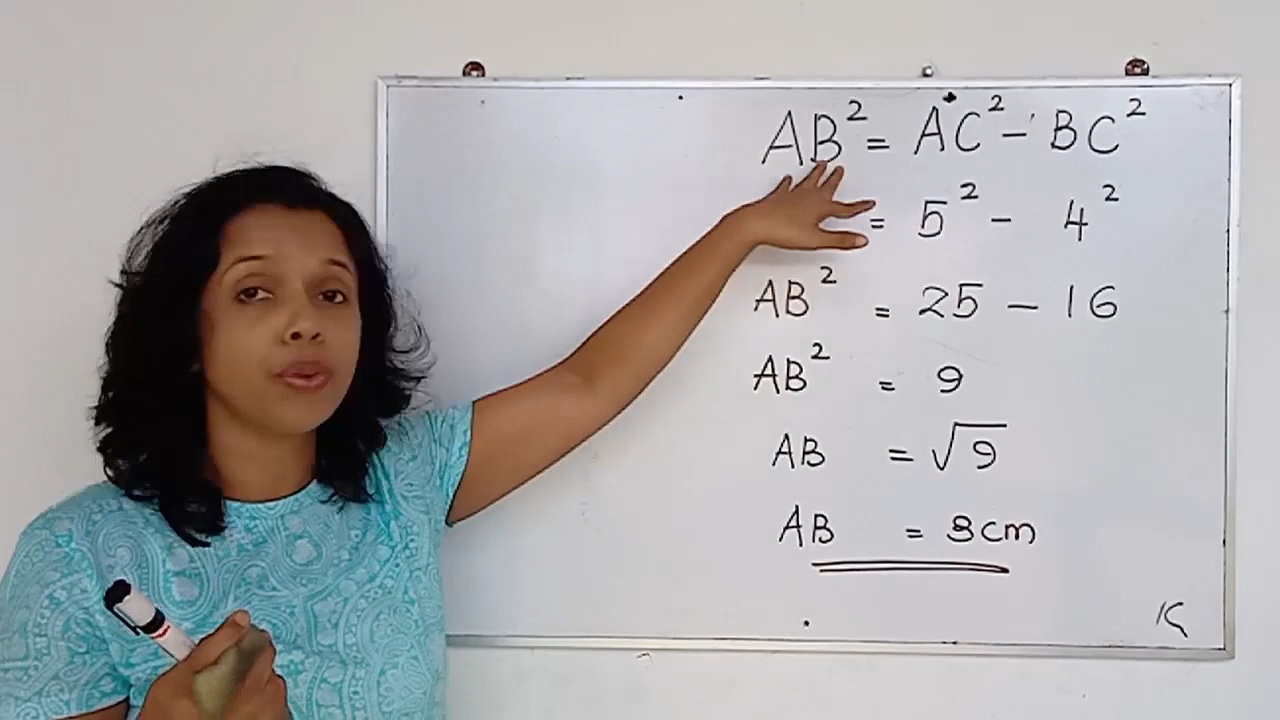 AB² = AC² - BC²
= 5² - 4²
AB² = 25 - 16
AB² = 9
AB = √9
AB = 3cm